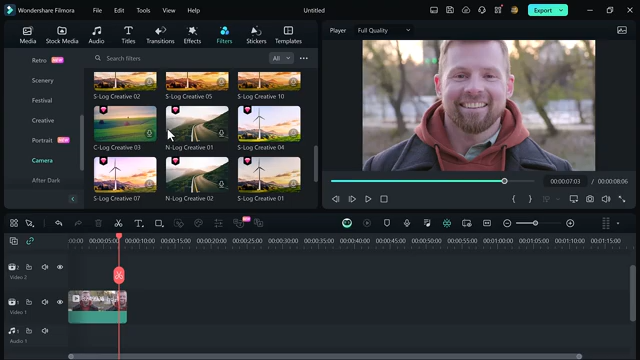 Wondershare Filmora File Edit Tools View Help Untitled Export
Media Stock Media Audio Titles Transitions Effects Filters Stickers Templates
Player Full Quality
Retro NEW
Search filters All
Scenery
Festival
Creative
Portrait NEW
Camera
After Dark
S-Log Creative 02 S-Log Creative 05 S-Log Creative 10
C-Log Creative 03 N-Log Creative 01 S-Log Creative 04
S-Log Creative 07 N-Log Creative 02 S-Log Creative 01
00:00:07:03 / 00:00:08:06
00:00 00:00:05:00 00:00:10:00 00:00:15:00 00:00:20:00 00:00:25:00 00:00:30:00 00:00:35:00 00:00:40:00 00:00:45:00 00:00:50:00 00:00:55:00 00:01:00:00 00:01:05:00 00:01:10:00 00:01:15:00
Video 2
Video 1
Audio 1